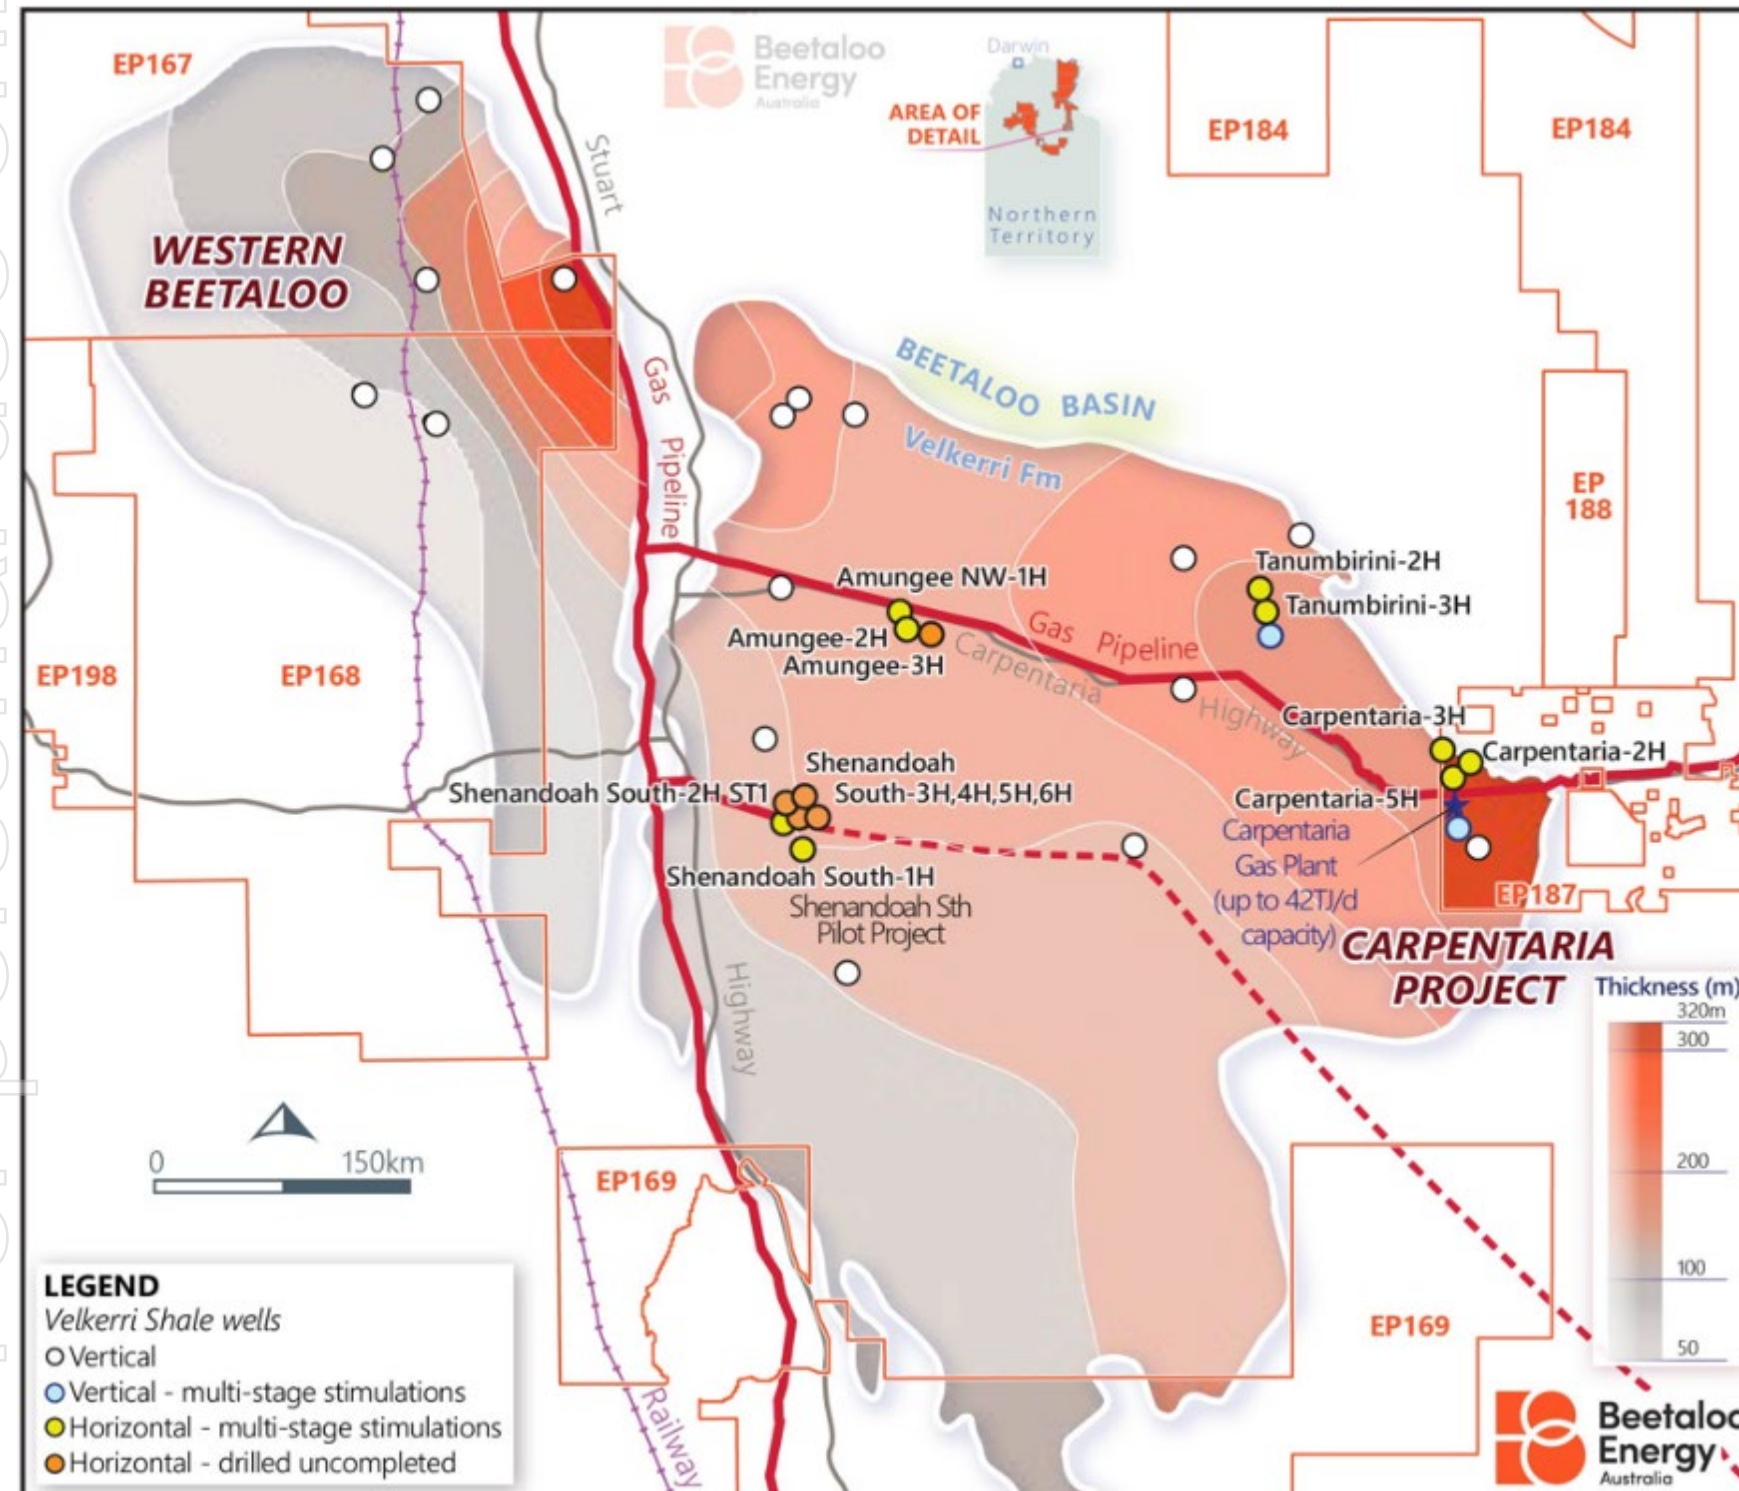 EP167
Beetaloo
Energy
Australia
Darwin
AREA OF
DETAIL
Northern
Territory
EP184
EP184
Stuart
WESTERN
BEETALOO
BEETALOO BASIN
Velkerri Fm
Gas Pipeline
EP
188
Tanumbirini-2H
Tanumbirini-3H
Amungee NW-1H
Amungee-2H
Amungee-3H
Gas Pipeline
Carpentaria
Highway
EP198
EP168
Carpentaria-3H
Carpentaria-2H
Carpentaria-5H
Shenandoah
South-3H,4H,5H,6H
Shenandoah South-2H ST1
Shenandoah South-1H
Shenandoah Sth
Pilot Project
Carpentaria
Gas Plant
(up to 42TJ/d
capacity)
EP187
CARPENTARIA
PROJECT
Highway
Thickness (m)
320m
300
200
100
50
0 150km
EP169
EP169
Railway
LEGEND
Velkerri Shale wells
Vertical
Vertical - multi-stage stimulations
Horizontal - multi-stage stimulations
Horizontal - drilled uncompleted
Beetaloo
Energy
Australia